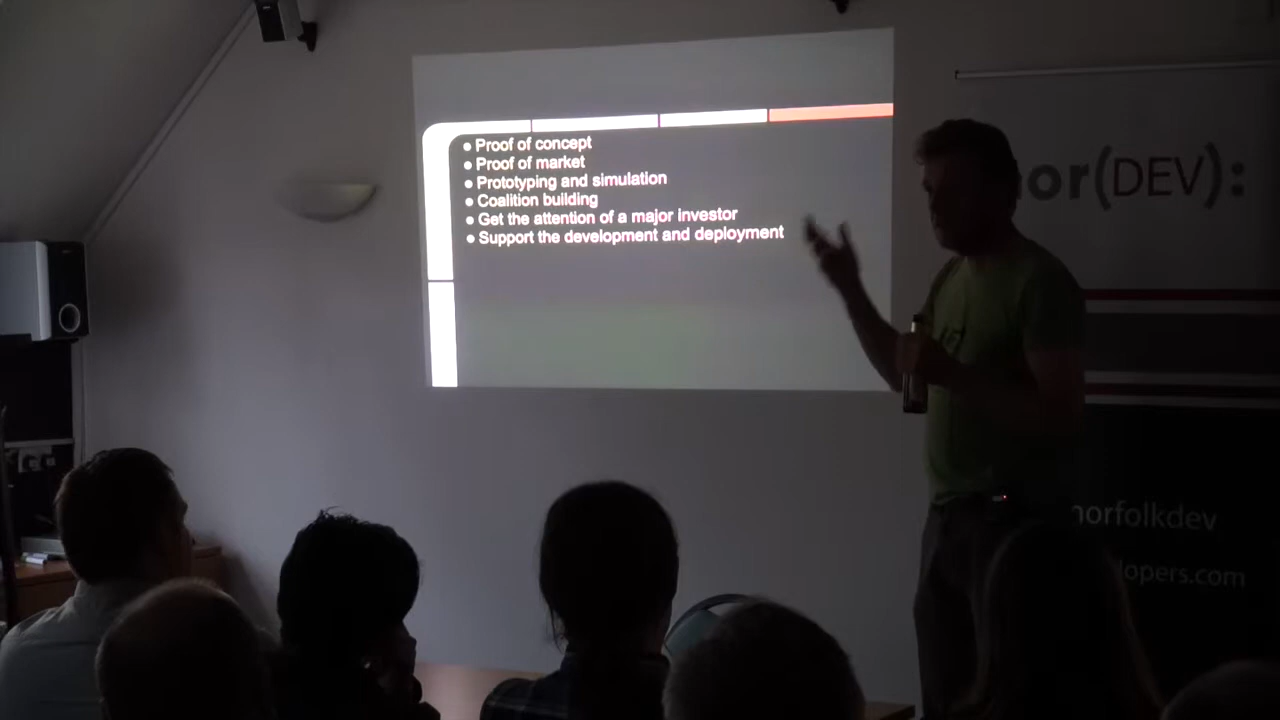 ● Proof of concept
● Proof of market
● Prototyping and simulation
● Coalition building
● Get the attention of a major investor
● Support the development and deployment
or(DEV):
norfolkdev
lopers.com